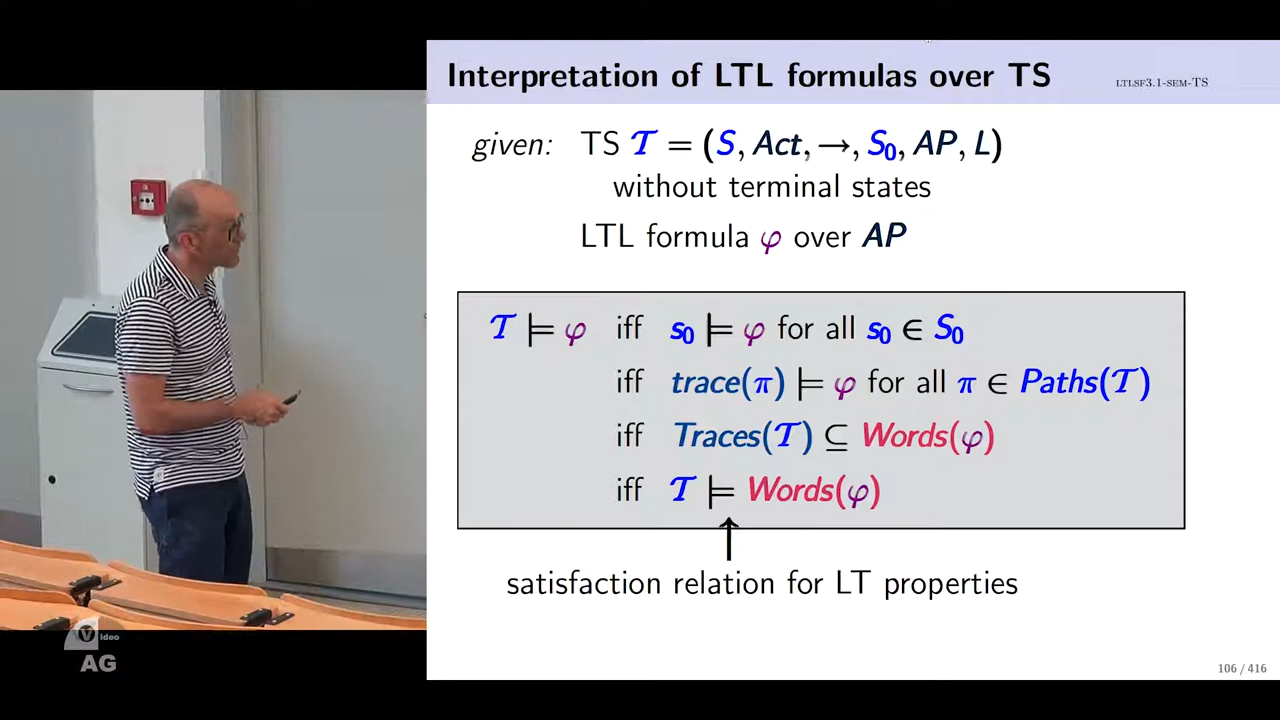 Interpretation of LTL formulas over TS
LTLSF3.1-SEM-TS
given: TS 𝒯 = (S, Act, →, S₀, AP, L)
without terminal states
LTL formula φ over AP
𝒯 ⊨ φ iff s₀ ⊨ φ for all s₀ ∈ S₀
iff trace(π) ⊨ φ for all π ∈ Paths(𝒯)
iff Traces(𝒯) ⊆ Words(φ)
iff 𝒯 ⊨ Words(φ)
satisfaction relation for LT properties
Video
AG
106 / 416